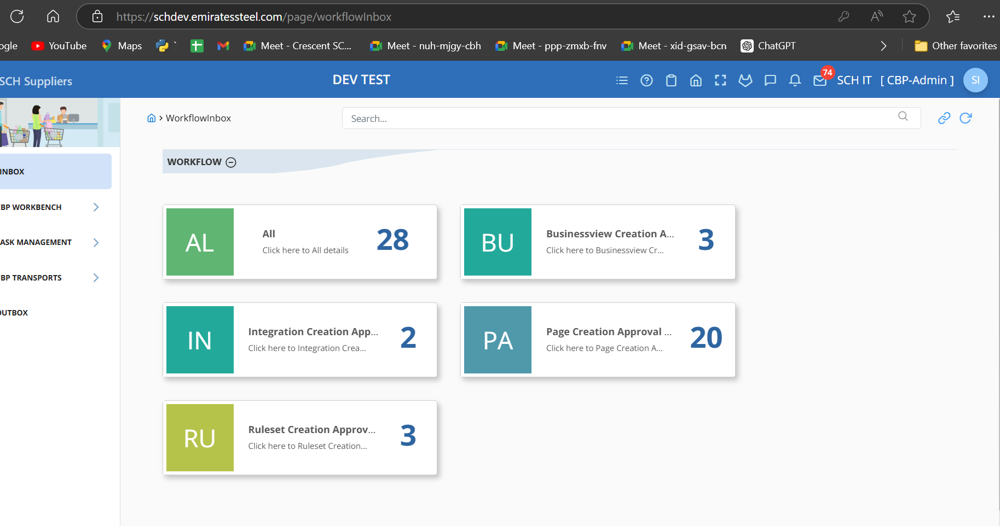 https://schdev.emiratessteel.com/page/workflowInbox
ogle YouTube Maps ` Meet - Crescent SC... Meet - nuh-mjgy-cbh Meet - ppp-zmxb-fnv Meet - xid-gsav-bcn ChatGPT Other favorites
SCH Suppliers DEV TEST 74 SCH IT [ CBP-Admin ] SI
WorkflowInbox Search...
WORKFLOW
INBOX
BP WORKBENCH
ASK MANAGEMENT
BP TRANSPORTS
OUTBOX
AL All 28
Click here to All details
BU Businessview Creation A... 3
Click here to Businessview Cr...
IN Integration Creation App... 2
Click here to Integration Crea...
PA Page Creation Approval ... 20
Click here to Page Creation A...
RU Ruleset Creation Approv... 3
Click here to Ruleset Creation...